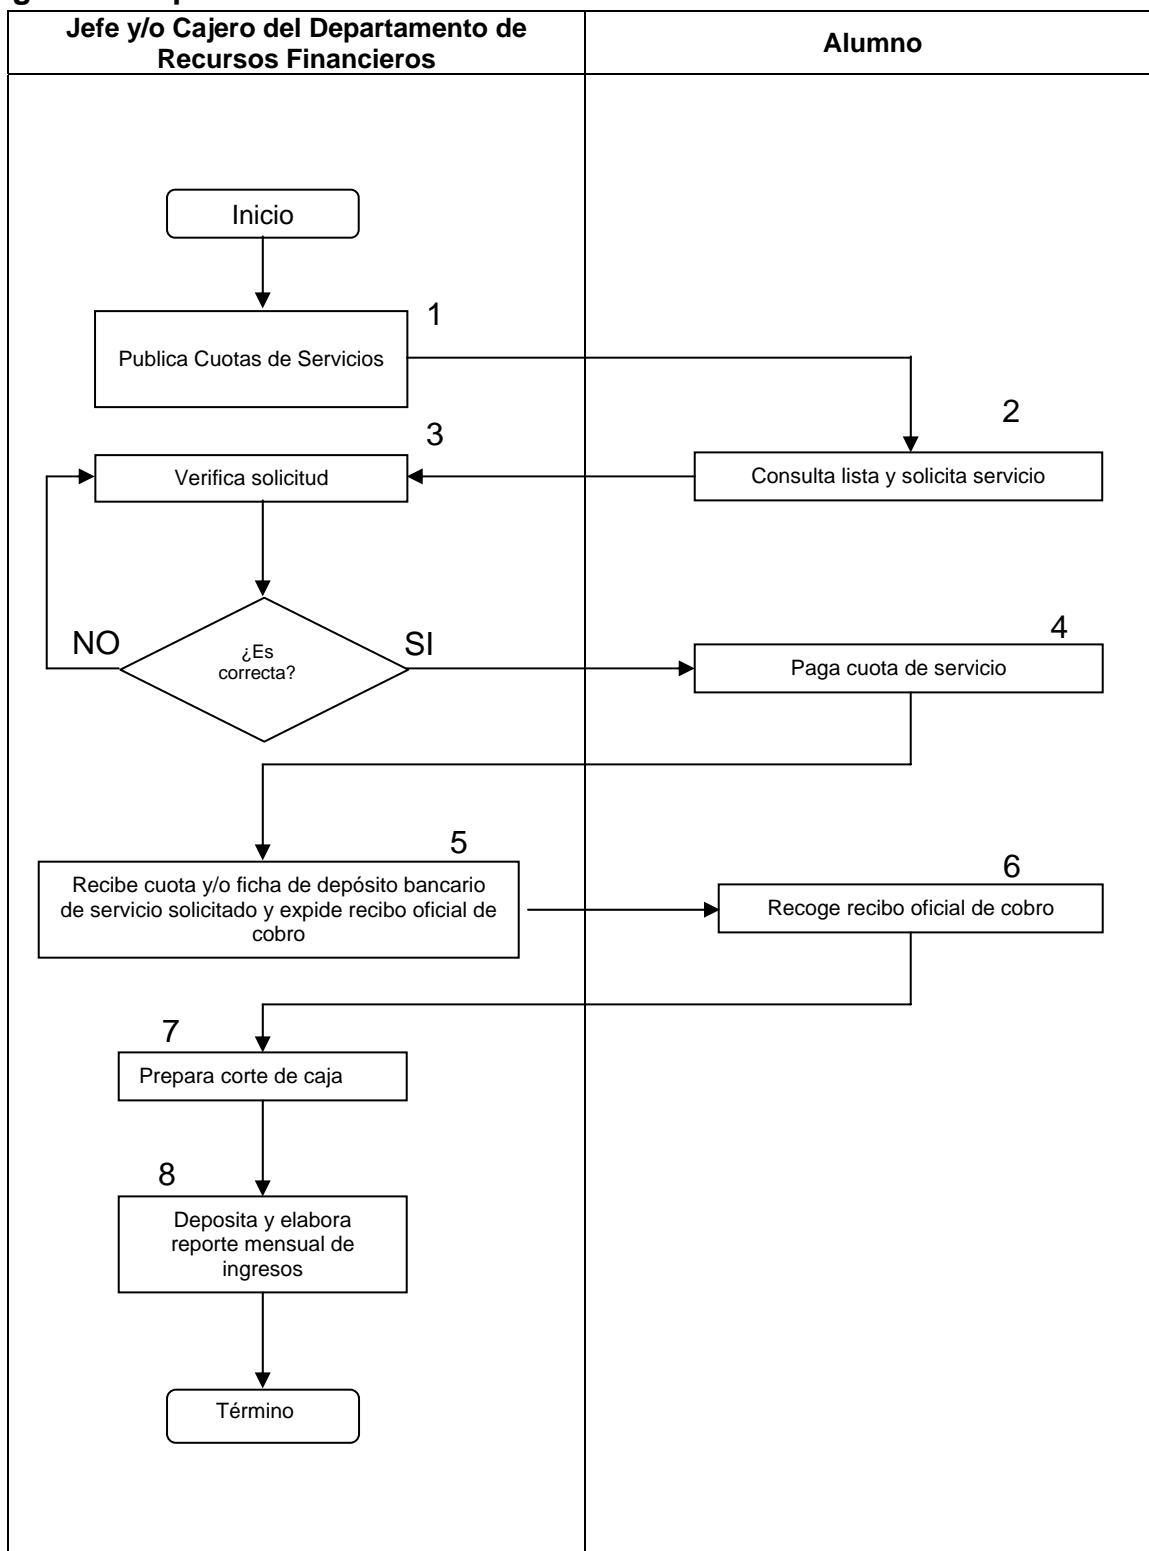 Jefe y/o Cajero del Departamento de
Recursos Financieros
Alumno
Inicio
1
Publica Cuotas de Servicios
2
3
Verifica solicitud
Consulta lista y solicita servicio
NO
¿Es
correcta?
SI
4
Paga cuota de servicio
5
Recibe cuota y/o ficha de depósito bancario
de servicio solicitado y expide recibo oficial de
cobro
6
Recoge recibo oficial de cobro
7
Prepara corte de caja
8
Deposita y elabora
reporte mensual de
ingresos
Término